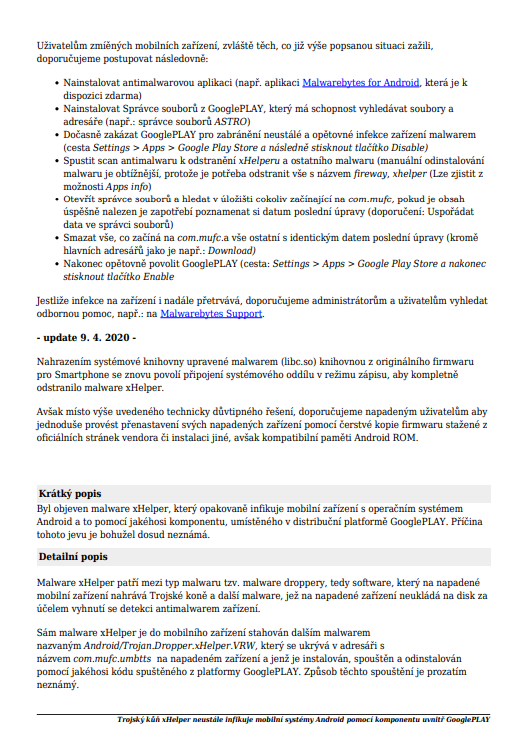 Uživatelům zmíěných mobilních zařízení, zvláště těch, co již výše popsanou situaci zažili,
doporučujeme postupovat následovně:
• Nainstalovat antimalwarovou aplikaci (např. aplikaci Malwarebytes for Android, která je k
dispozici zdarma)
• Nainstalovat Správce souborů z GooglePLAY, který má schopnost vyhledávat soubory a
adresáře (např.: správce souborů ASTRO)
• Dočasně zakázat GooglePLAY pro zabránění neustálé a opětovné infekce zařízení malwarem
(cesta Settings > Apps > Google Play Store a následně stisknout tlačítko Disable)
• Spustit scan antimalwaru k odstranění xHelperu a ostatního malwaru (manuální odinstalování
malwaru je obtížnější, protože je potřeba odstranit vše s názvem fireway, xhelper (Lze zjistit z
možnosti Apps info)
• Otevřít správce souborů a hledat v úložišti cokoliv začínající na com.mufc, pokud je obsah
úspěšně nalezen je zapotřebí poznamenat si datum poslední úpravy (doporučení: Uspořádat
data ve správci souborů)
• Smazat vše, co začíná na com.mufc.a vše ostatní s identickým datem poslední úpravy (kromě
hlavních adresářů jako je např.: Download)
• Nakonec opětovně povolit GooglePLAY (cesta: Settings > Apps > Google Play Store a nakonec
stisknout tlačítko Enable
Jestliže infekce na zařízení i nadále přetrvává, doporučujeme administrátorům a uživatelům vyhledat
odbornou pomoc, např.: na Malwarebytes Support.
- update 9. 4. 2020 -
Nahrazením systémové knihovny upravené malwarem (libc.so) knihovnou z originálního firmwaru
pro Smartphone se znovu povolí připojení systémového oddílu v režimu zápisu, aby kompletně
odstranilo malware xHelper.
Avšak místo výše uvedeného technicky důvtipného řešení, doporučujeme napadeným uživatelům aby
jednoduše provést přenastavení svých napadených zařízení pomocí čerstvé kopie firmwaru stažené z
oficiálních stránek vendora či instalací jiné, avšak kompatibilní paměti Android ROM.
Krátký popis
Byl objeven malware xHelper, který opakovaně infikuje mobilní zařízení s operačním systémem
Android a to pomocí jakéhosi komponentu, umístěného v distribuční platformě GooglePLAY. Příčina
tohoto jevu je bohužel dosud neznámá.
Detailní popis
Malware xHelper patří mezi typ malwaru tzv. malware droppery, tedy software, který na napadené
mobilní zařízení nahrává Trojské koně a další malware, jež na napadené zařízení neukládá na disk za
účelem vyhnutí se detekci antimalwarem zařízení.
Sám malware xHelper je do mobilního zařízení stahován dalším malwarem
nazvaným Android/Trojan.Dropper.xHelper.VRW, který se ukrývá v adresáři s
názvem com.mufc.umbtts na napadeném zařízení a jenž je instalován, spouštěn a odinstalován
pomocí jakéhosi kódu spuštěného z platformy GooglePLAY. Způsob těchto spouštění je prozatím
neznámý.
Trojský kůň xHelper neustále infikuje mobilní systémy Android pomocí komponentu uvnitř GooglePLAY